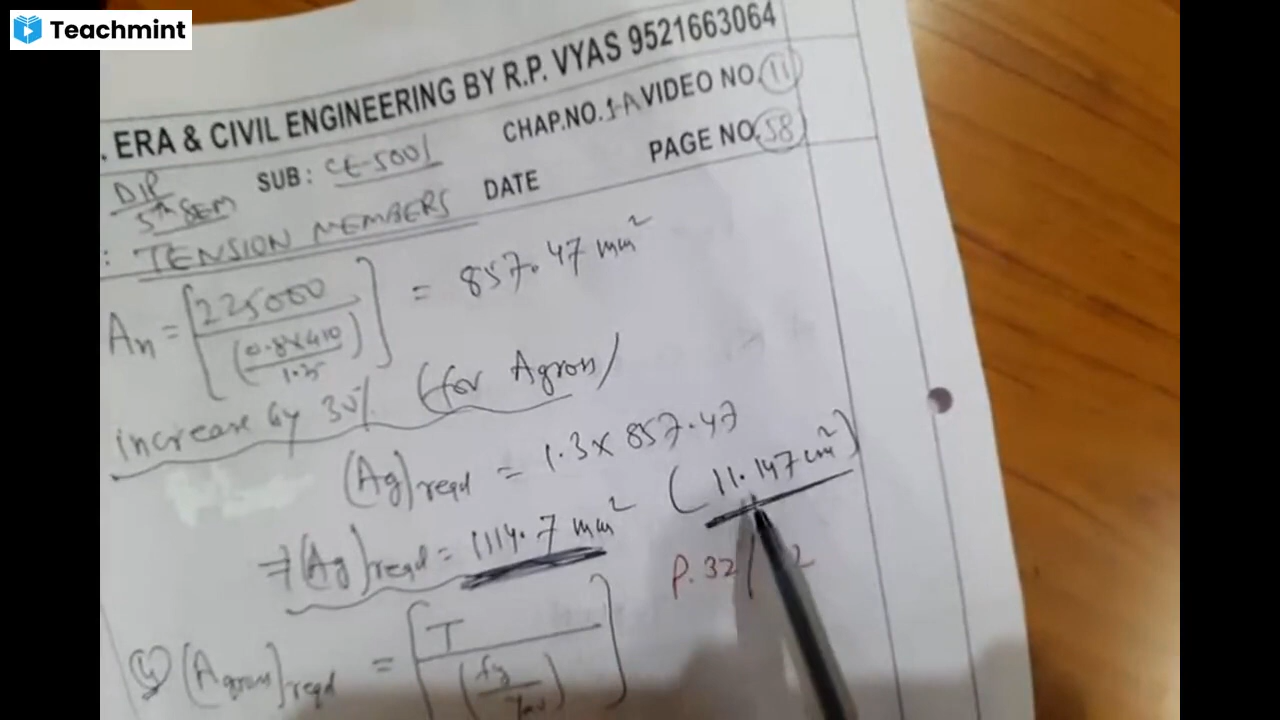 Teachmint
. ERA & CIVIL ENGINEERING BY R.P. VYAS 9521663064
DIP 5th SEM SUB: CE-5001 CHAP.NO. 1-A VIDEO NO. 11
DATE PAGE NO. 58
: TENSION MEMBERS
An = [225000 / (0.8×410 / 1.25)] = 857.47 mm²
increase by 30% (for Agross)
(Ag)reqd = 1.3 × 857.47
⇒ (Ag)reqd = 1114.7 mm² (11.147 cm²)
P.32/
(Agross)reqd = [T / (fy / γmo)]